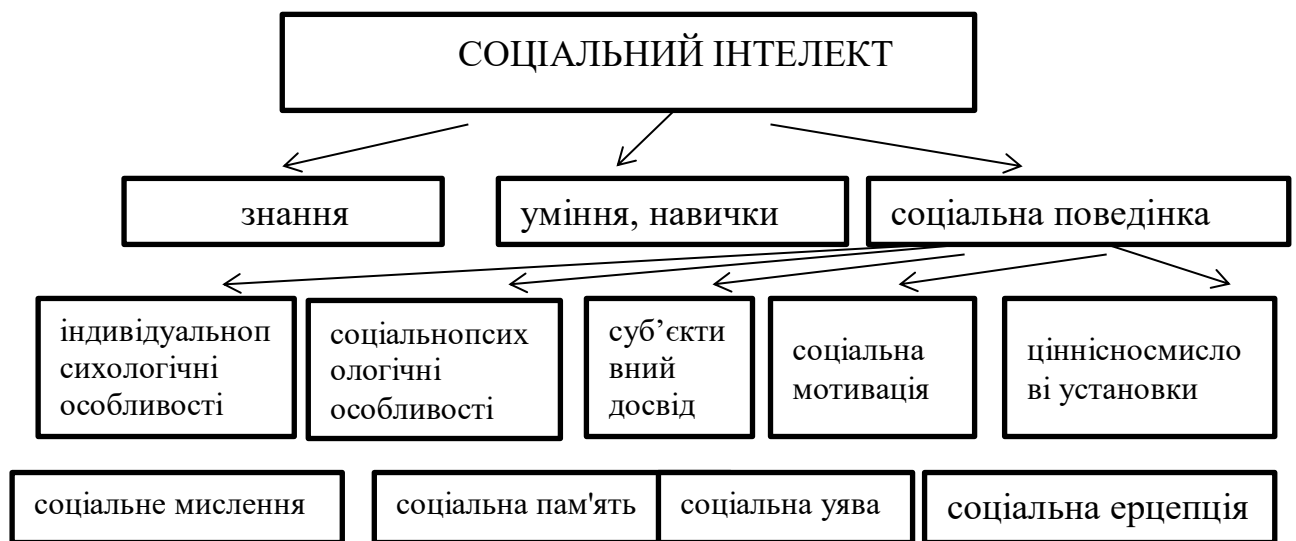 СОЦІАЛЬНИЙ ІНТЕЛЕКТ
знання
уміння, навички
соціальна поведінка
індивідуальноп
сихологічні
особливості
соціальнопсих
ологічні
особливості
суб’єкти
вний
досвід
соціальна
мотивація
ціннісносмисло
ві установки
соціальне мислення
соціальна пам'ять
соціальна уява
соціальна ерцепція